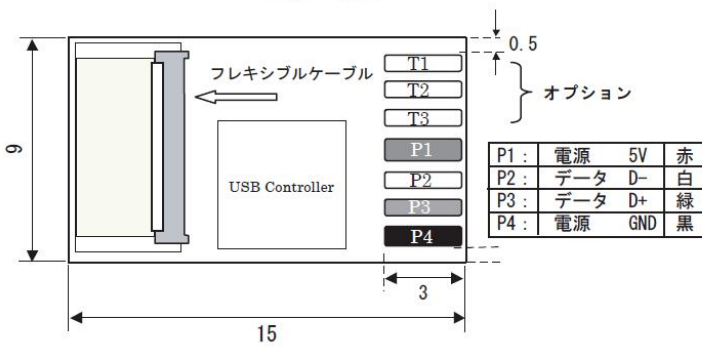 0.5
T1
フレキシブルケーブル
T2
オプション
T3
9
P1
P1 : 電源 5V 赤
P2 : データ D- 白
P3 : データ D+ 緑
P4 : 電源 GND 黒
USB Controller
P2
P3
P4
3
15